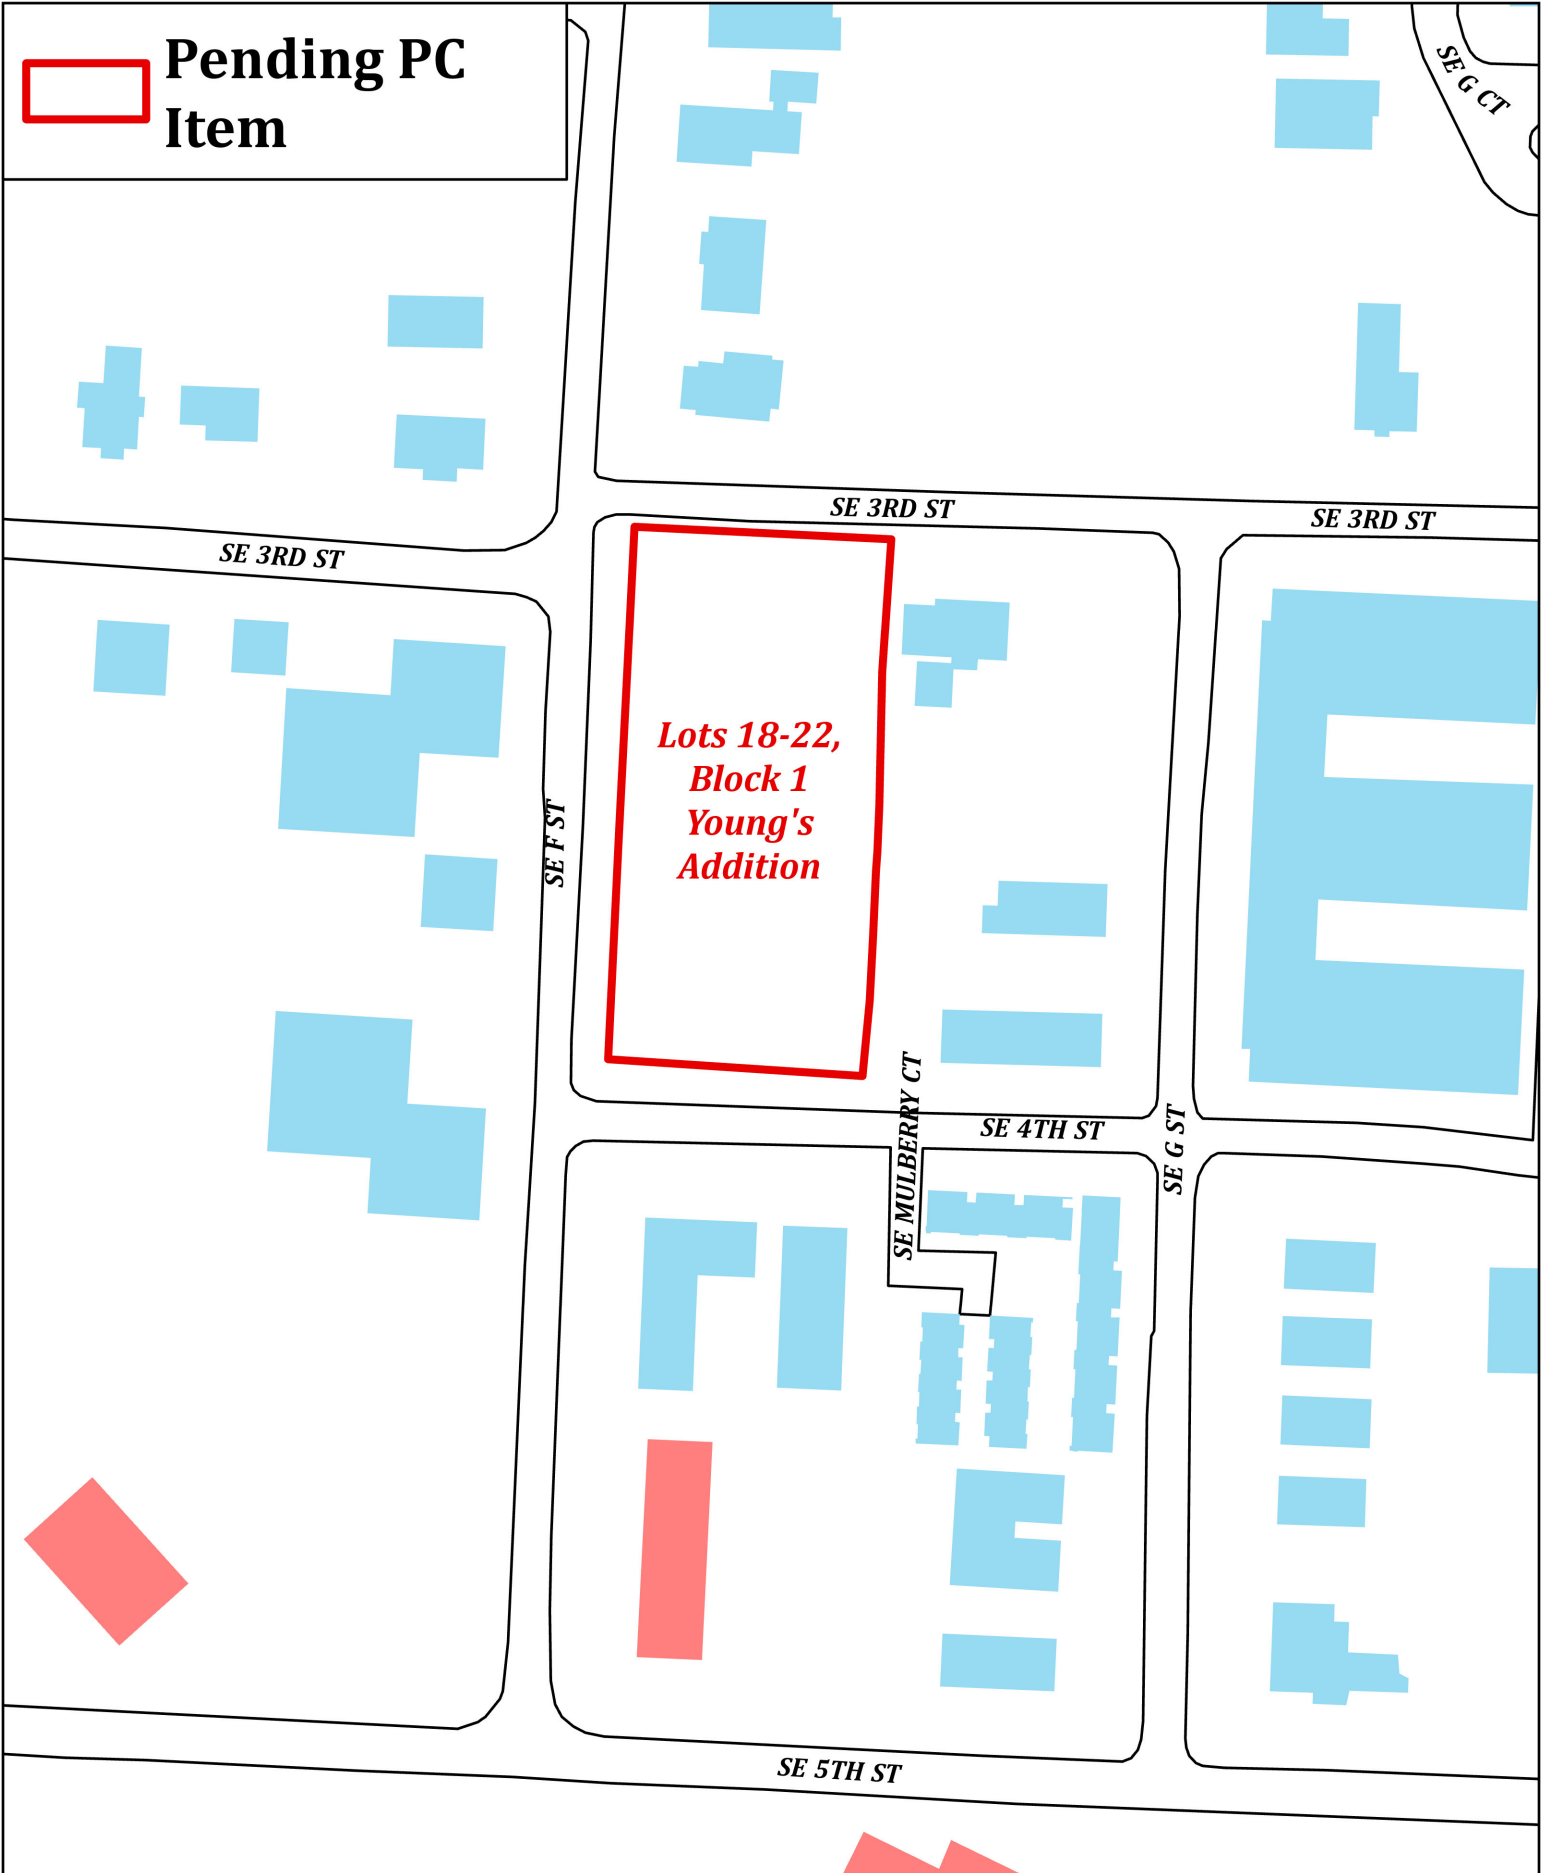 Pending PC
Item
SE G CT
SE 3RD ST
SE 3RD ST
SE 3RD ST
Lots 18-22,
Block 1
Young's
Addition
SE F ST
SE MULBERRY CT
SE 4TH ST
SE G ST
SE 5TH ST